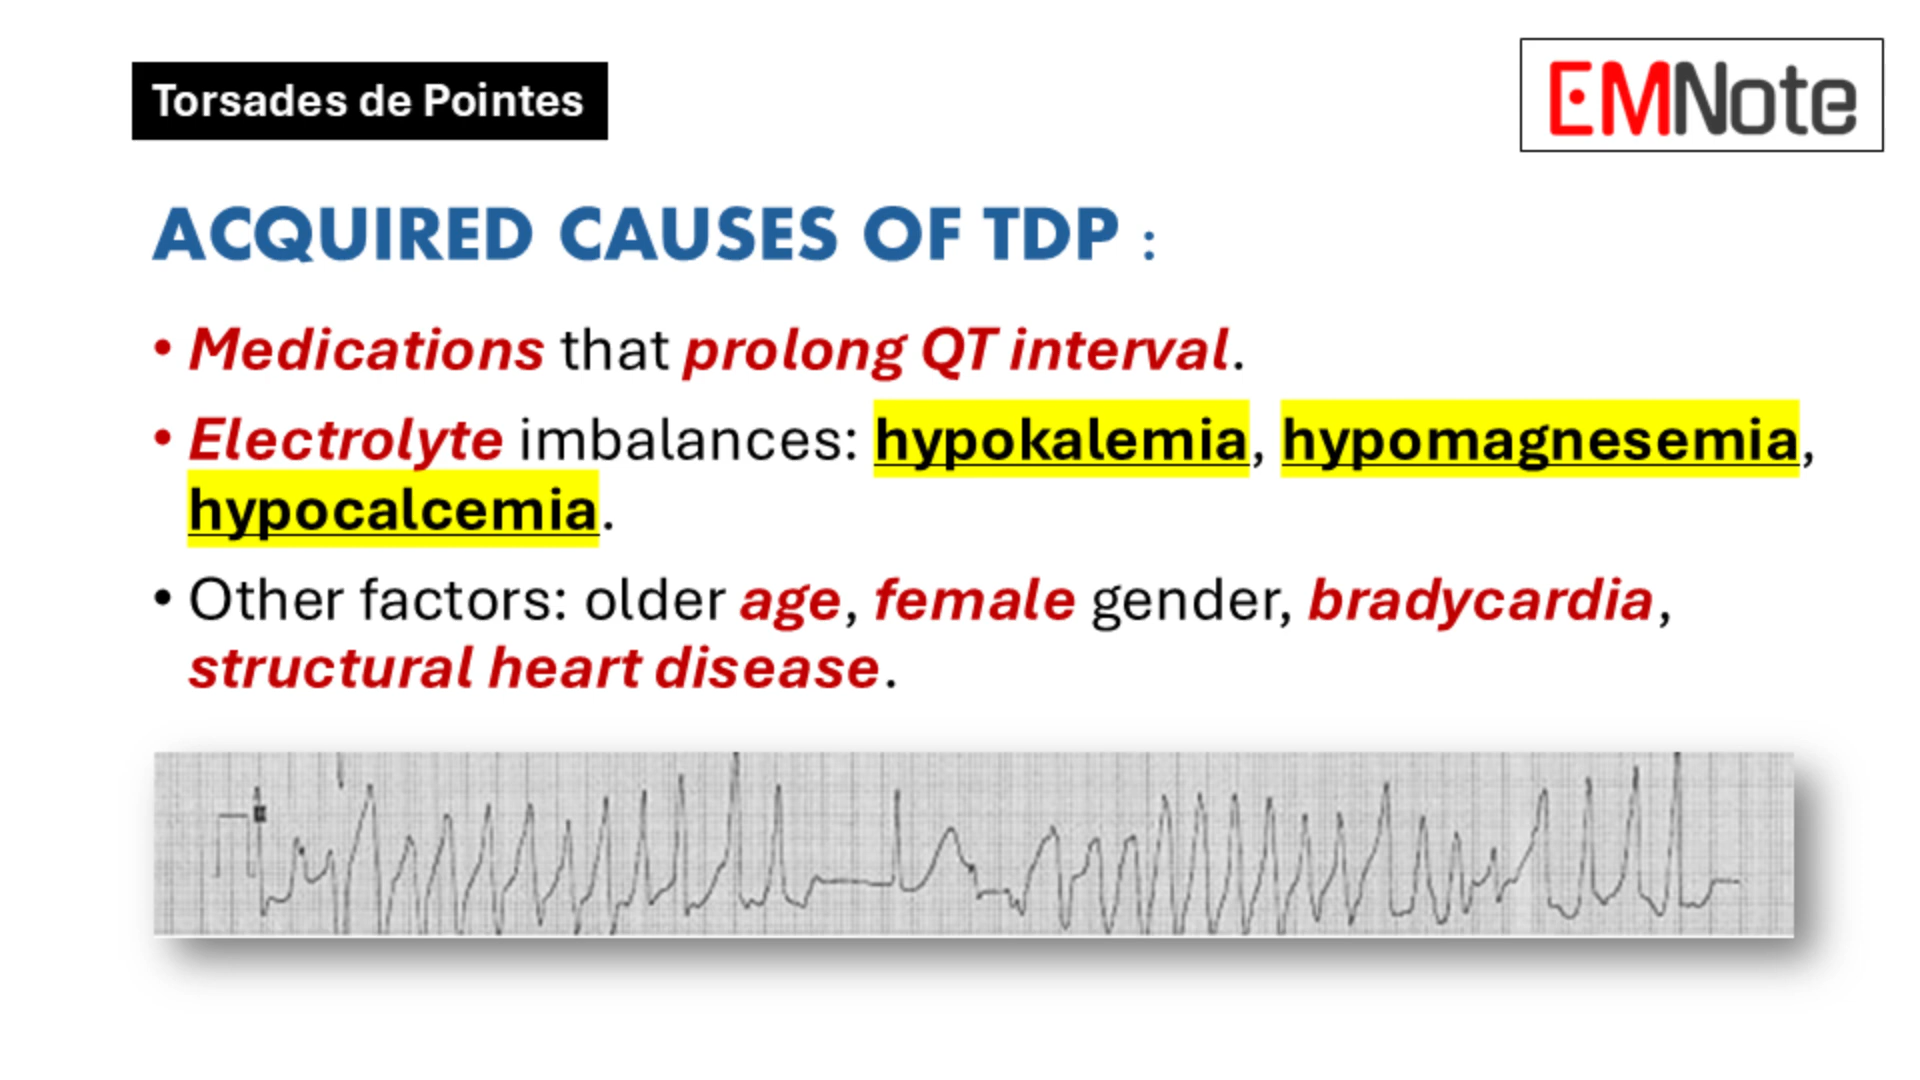 Torsades de Pointes
EMNote
ACQUIRED CAUSES OF TDP :
• Medications that prolong QT interval.
• Electrolyte imbalances: hypokalemia, hypomagnesemia,
hypocalcemia.
• Other factors: older age, female gender, bradycardia,
structural heart disease.